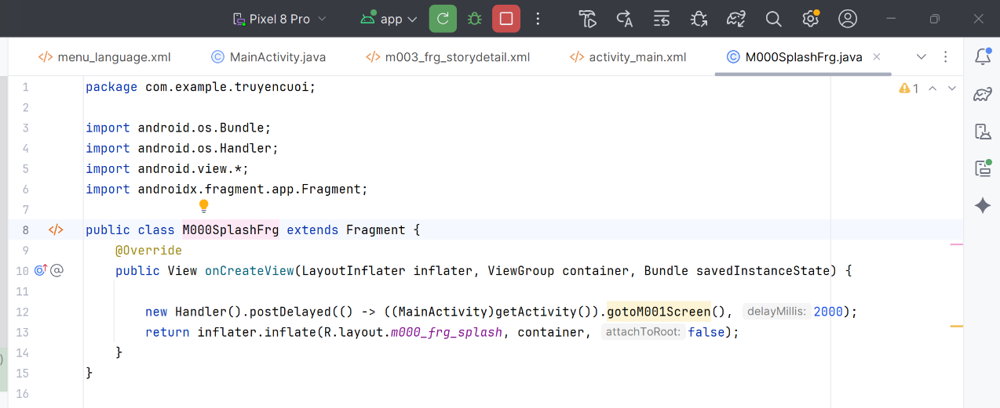 Pixel 8 Pro app
menu_language.xml MainActivity.java m003_frg_storydetail.xml activity_main.xml M000SplashFrg.java
1 package com.example.truyencuoi; 1
2
3 import android.os.Bundle;
4 import android.os.Handler;
5 import android.view.*;
6 import androidx.fragment.app.Fragment;
7
8 public class M000SplashFrg extends Fragment {
9 @Override
10 public View onCreateView(LayoutInflater inflater, ViewGroup container, Bundle savedInstanceState) {
11
12 new Handler().postDelayed(() -> ((MainActivity)getActivity()).gotoM001Screen(), delayMillis: 2000);
13 return inflater.inflate(R.layout.m000_frg_splash, container, attachToRoot: false);
14 }
15 }
16